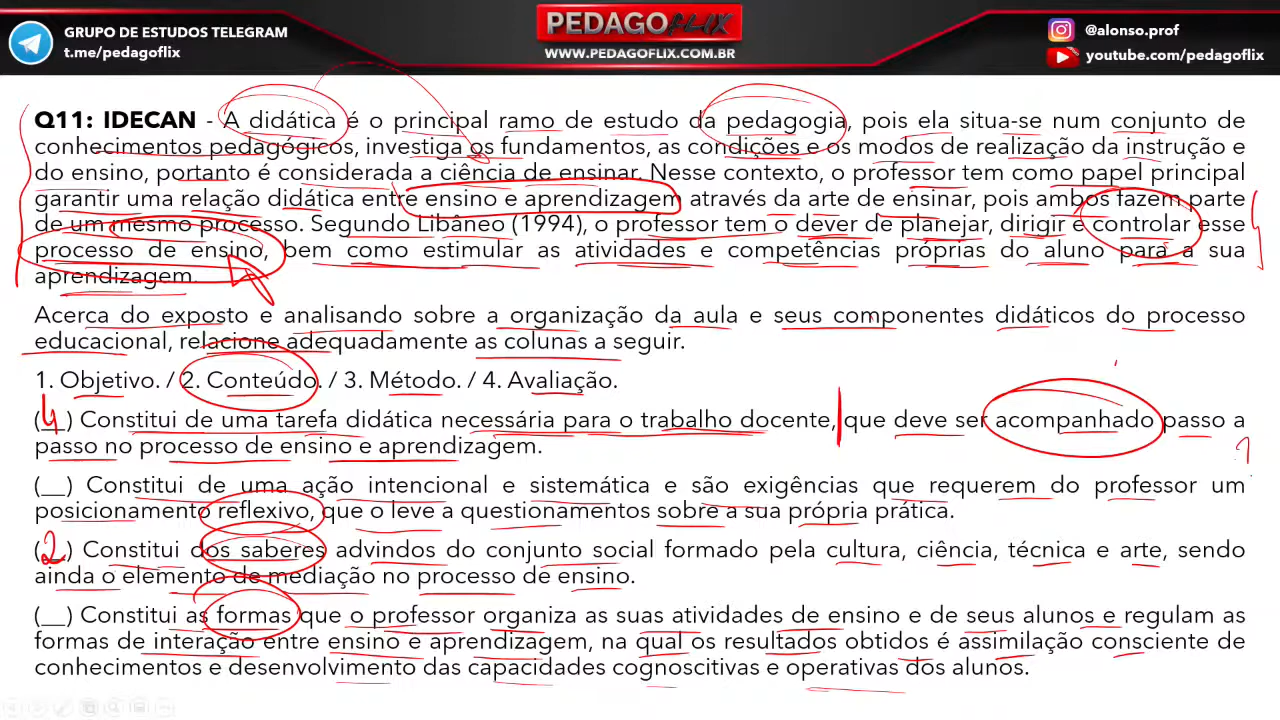 GRUPO DE ESTUDOS TELEGRAM
t.me/pedagoflix
PEDAGOFLIX
WWW.PEDAGOFLIX.COM.BR
@alonso.prof
youtube.com/pedagoflix
Q11: IDECAN - A didática é o principal ramo de estudo da pedagogia, pois ela situa-se num conjunto de
conhecimentos pedagógicos, investiga os fundamentos, as condições e os modos de realização da instrução e
do ensino, portanto é considerada a ciência de ensinar. Nesse contexto, o professor tem como papel principal
garantir uma relação didática entre ensino e aprendizagem através da arte de ensinar, pois ambos fazem parte
de um mesmo processo. Segundo Libâneo (1994), o professor tem o dever de planejar, dirigir e controlar esse
processo de ensino, bem como estimular as atividades e competências próprias do aluno para a sua
aprendizagem.
Acerca do exposto e analisando sobre a organização da aula e seus componentes didáticos do processo
educacional, relacione adequadamente as colunas a seguir.
1. Objetivo. / 2. Conteúdo. / 3. Método. / 4. Avaliação.
(4) Constitui de uma tarefa didática necessária para o trabalho docente, que deve ser acompanhado passo a
passo no processo de ensino e aprendizagem.
(__) Constitui de uma ação intencional e sistemática e são exigências que requerem do professor um
posicionamento reflexivo, que o leve a questionamentos sobre a sua própria prática.
(2) Constitui dos saberes advindos do conjunto social formado pela cultura, ciência, técnica e arte, sendo
ainda o elemento de mediação no processo de ensino.
(__) Constitui as formas que o professor organiza as suas atividades de ensino e de seus alunos e regulam as
formas de interação entre ensino e aprendizagem, na qual os resultados obtidos é assimilação consciente de
conhecimentos e desenvolvimento das capacidades cognoscitivas e operativas dos alunos.